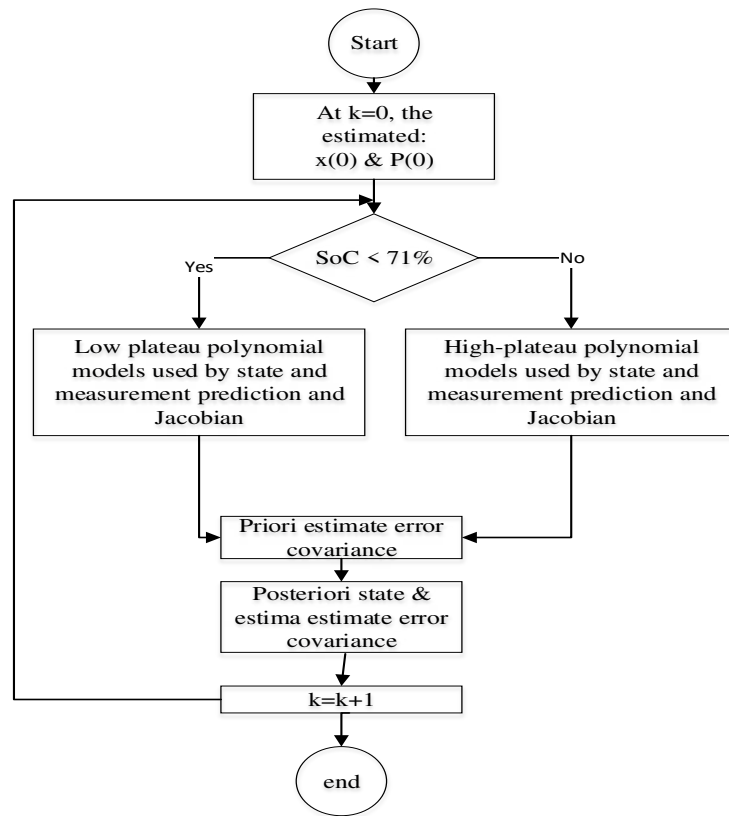 Start
At k=0, the
estimated:
x(0) & P(0)
SoC < 71%
Yes
No
Low plateau polynomial
models used by state and
measurement prediction and
Jacobian
High-plateau polynomial
models used by state and
measurement prediction and
Jacobian
Priori estimate error
covariance
Posteriori state &
estima estimate error
covariance
k=k+1
end